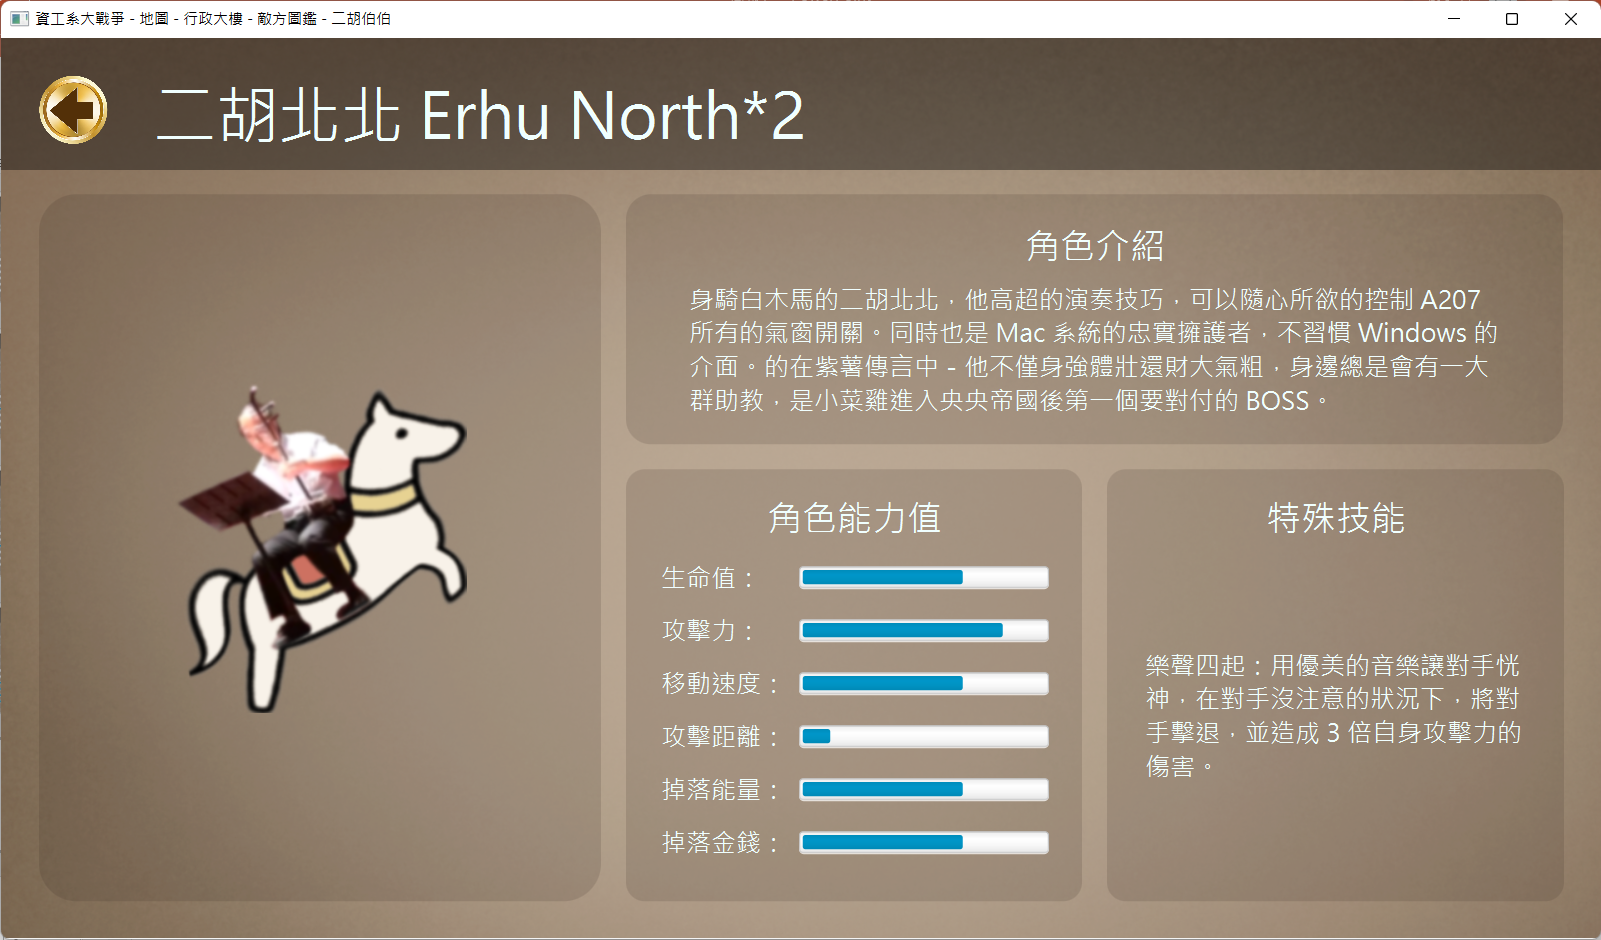 資工系大戰爭 - 地圖 - 行政大樓 - 敵方圖鑑 - 二胡伯伯
二胡北北 Erhu North*2
角色介紹
身騎白木馬的二胡北北，他高超的演奏技巧，可以隨心所欲的控制 A207
所有的氣窗開關。同時也是 Mac 系統的忠實擁護者，不習慣 Windows 的
介面。的在紫薯傳言中 - 他不僅身強體壯還財大氣粗，身邊總是會有一大
群助教，是小菜雞進入央央帝國後第一個要對付的 BOSS。
角色能力值
生命值：
攻擊力：
移動速度：
攻擊距離：
掉落能量：
掉落金錢：
特殊技能
樂聲四起：用優美的音樂讓對手恍
神，在對手沒注意的狀況下，將對
手擊退，並造成 3 倍自身攻擊力的
傷害。